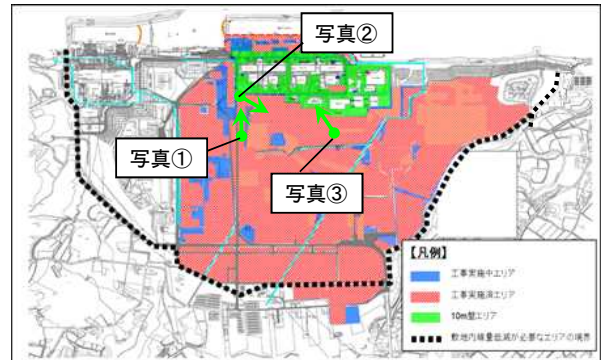 写真②
写真①
写真③
【凡例】
工事実施中エリア
工事実施済エリア
10m盤エリア
敷地内線量低減が必要なエリアの境界